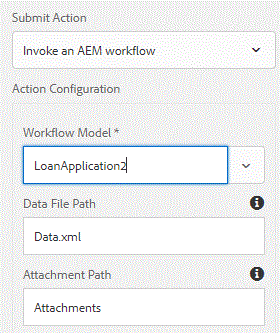 Submit Action
Invoke an AEM workflow
Action Configuration
Workflow Model *
LoanApplication2
Data File Path
Data.xml
Attachment Path
Attachments